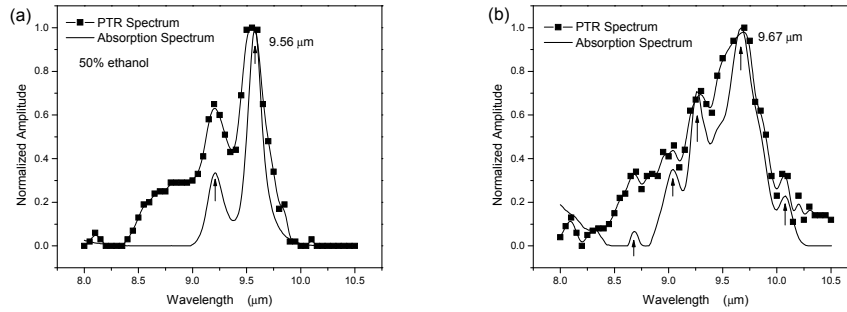 (a)
PTR Spectrum
Absorption Spectrum
50% ethanol
9.56 μm
Normalized Amplitude
1.0
0.8
0.6
0.4
0.2
0.0
8.0 8.5 9.0 9.5 10.0 10.5
Wavelength (μm)
(b)
PTR Spectrum
Absorption Spectrum
9.67 μm
Normalized Amplitude
1.0
0.8
0.6
0.4
0.2
0.0
8.0 8.5 9.0 9.5 10.0 10.5
Wavelength (μm)